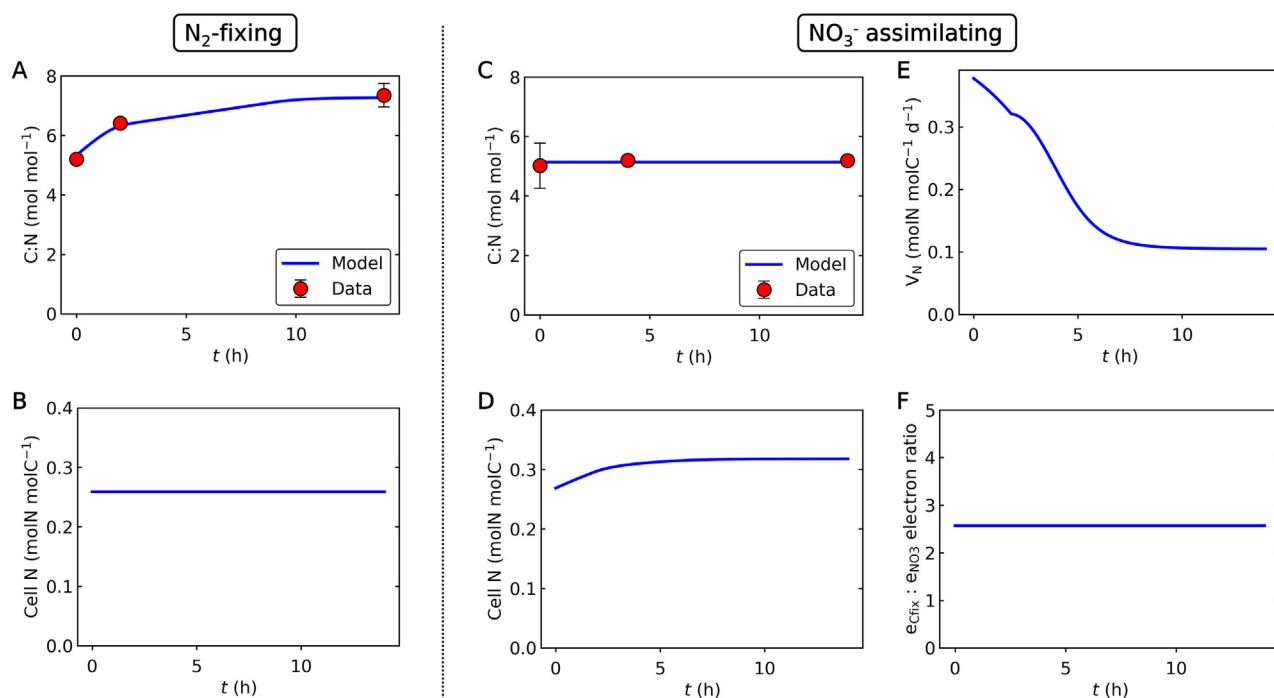 N₂-fixing
NO₃⁻ assimilating
A
C:N (mol mol⁻¹)
8
6
4
2
0
Model
Data
0 5 10
t (h)
B
Cell N (molN molC⁻¹)
0.4
0.3
0.2
0.1
0.0
0 5 10
t (h)
C
C:N (mol mol⁻¹)
8
6
4
2
0
Model
Data
0 5 10
t (h)
D
Cell N (molN molC⁻¹)
0.4
0.3
0.2
0.1
0.0
0 5 10
t (h)
E
V_N (molN molC⁻¹ d⁻¹)
0.3
0.2
0.1
0.0
0 5 10
t (h)
F
e_Cfix : e_NO3 electron ratio
5
4
3
2
1
0
0 5 10
t (h)